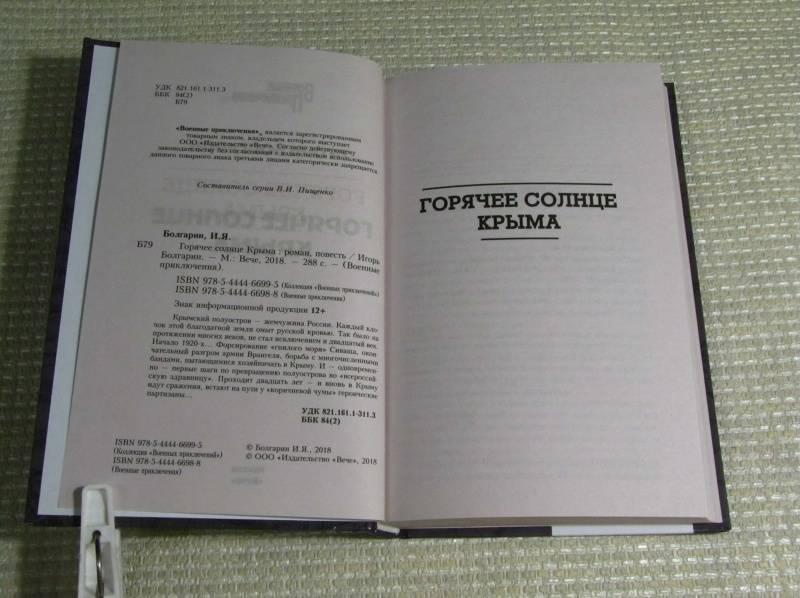 УДК 821.161.1-311.3
ББК 84(2)
Б79
«Военные приключения», является зарегистрированным
товарным знаком, владельцем которого выступает
ООО «Издательство «Вече». Согласно действующему
законодательству без согласования с издательством использование
данного товарного знака третьими лицами категорически запрещается.
Составитель серии В.И. Пищенко
Болгарин, И.Я.
Б79 Горячее солнце Крыма : роман, повесть / Игорь
Болгарин. — М.: Вече, 2018. — 288 с. — (Военные
приключения).
ISBN 978-5-4444-6699-5 (Коллекция «Военных приключений»)
ISBN 978-5-4444-6698-8 (Военные приключения)
Знак информационной продукции 12+
Крымский полуостров — жемчужина России. Каждый кло-
чок этой благодатной земли омыт русской кровью. Так было на
протяжении многих веков, не стал исключением и двадцатый век.
Начало 1920-х... Форсирование «гнилого моря» Сиваша, окон-
чательный разгром армии Врангеля, борьба с многочисленными
бандами, пытающимися хозяйничать в Крыму. И — одновремен-
но — первые шаги по превращению полуострова во «всероссий-
скую здравницу». Проходит двадцать лет — и вновь в Крыму
идут сражения, встают на пути у «коричневой чумы» героические
партизаны...
УДК 821.161.1-311.3
ББК 84(2)
ISBN 978-5-4444-6699-5
(Коллекция «Военных приключений»)
ISBN 978-5-4444-6698-8
(Военные приключения)
© Болгарин И.Я., 2018
© ООО «Издательство «Вече», 2018
ГОРЯЧЕЕ СОЛНЦЕ
КРЫМА